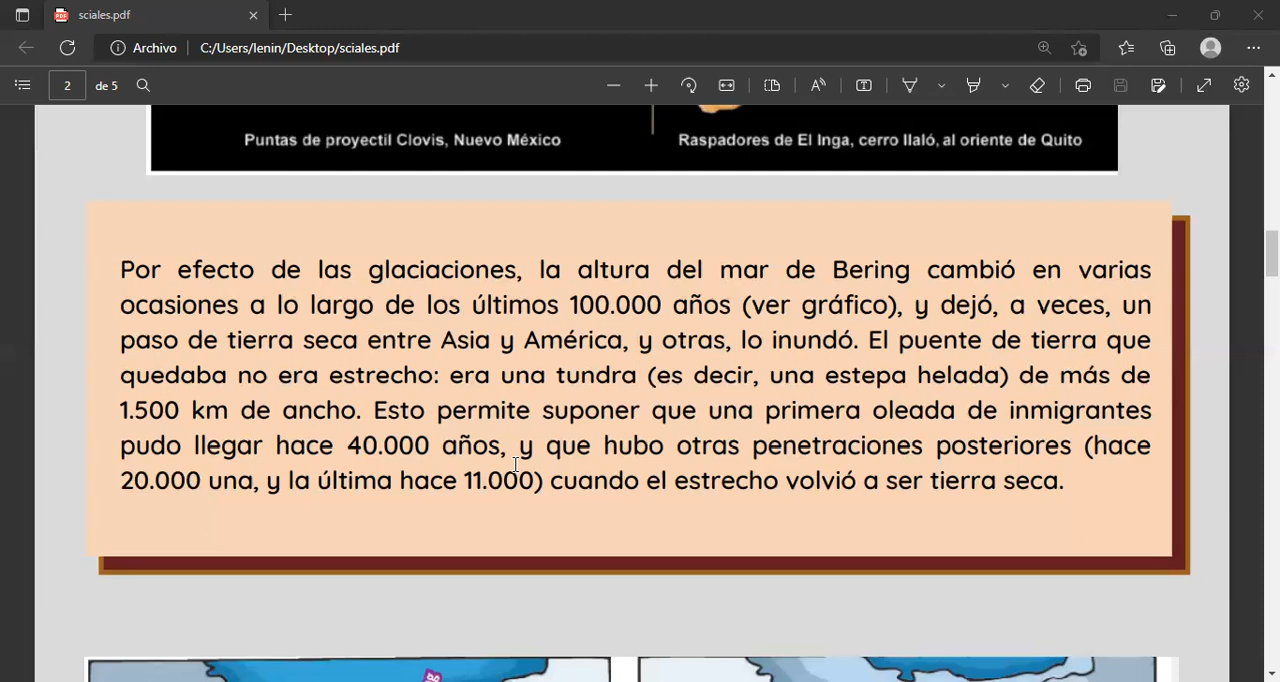 sciales.pdf
Archivo
C:/Users/lenin/Desktop/sciales.pdf
2 de 5
Puntas de proyectil Clovis, Nuevo México
Raspadores de El Inga, cerro Ilaló, al oriente de Quito
Por efecto de las glaciaciones, la altura del mar de Bering cambió en varias
ocasiones a lo largo de los últimos 100.000 años (ver gráfico), y dejó, a veces, un
paso de tierra seca entre Asia y América, y otras, lo inundó. El puente de tierra que
quedaba no era estrecho: era una tundra (es decir, una estepa helada) de más de
1.500 km de ancho. Esto permite suponer que una primera oleada de inmigrantes
pudo llegar hace 40.000 años, y que hubo otras penetraciones posteriores (hace
20.000 una, y la última hace 11.000) cuando el estrecho volvió a ser tierra seca.